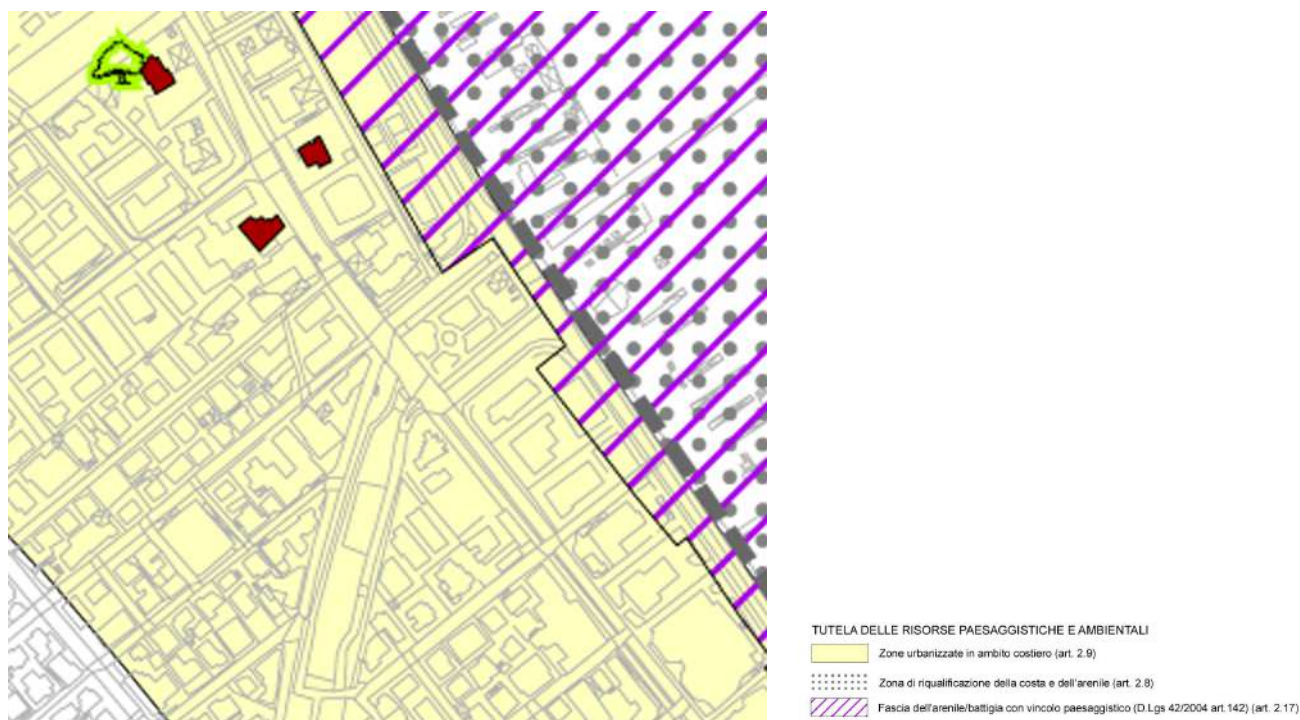 TUTELA DELLE RISORSE PAESAGGISTICHE E AMBIENTALI
Zone urbanizzate in ambito costiero (art. 2.9)
Zona di riqualificazione della costa e dell'arenile (art. 2.8)
Fascia dell'arenile/battigia con vincolo paesaggistico (D.Lgs 42/2004 art.142) (art. 2.17)